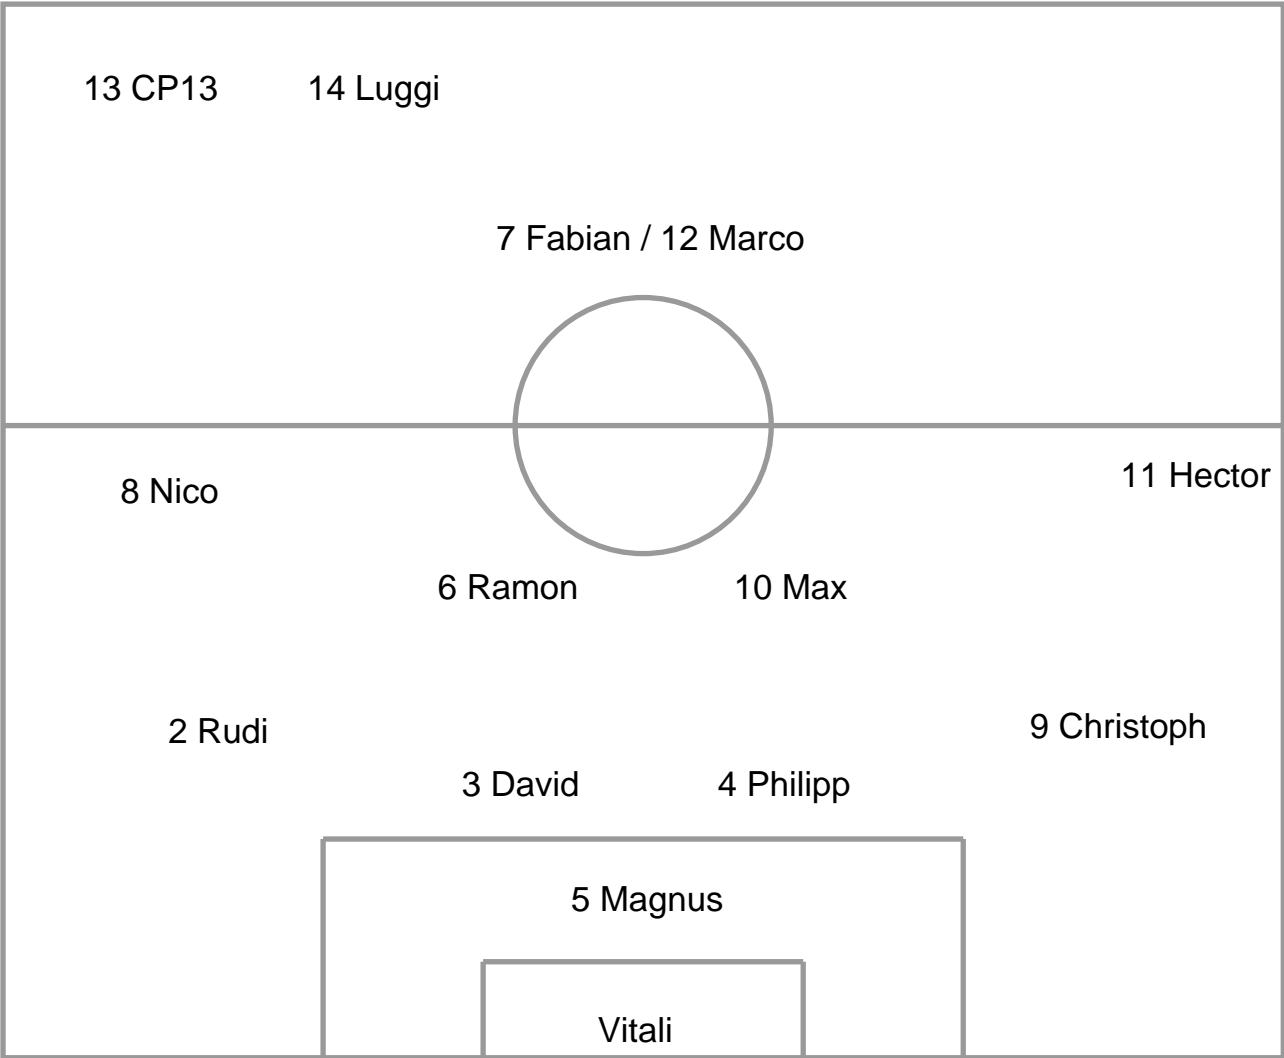 13 CP13 14 Luggi
7 Fabian / 12 Marco
8 Nico 11 Hector
6 Ramon 10 Max
2 Rudi 9 Christoph
3 David 4 Philipp
5 Magnus
Vitali